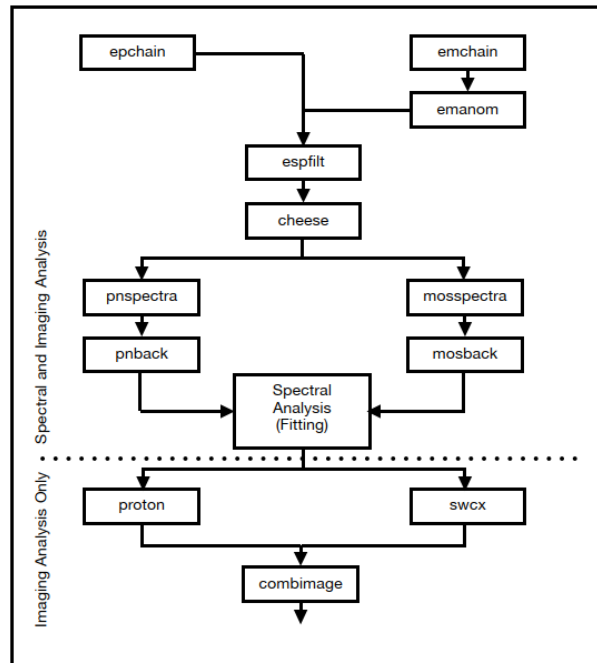 epchain
emchain
emanom
espfilt
cheese
pnspectra
mosspectra
pnback
mosback
Spectral
Analysis
(Fitting)
proton
swcx
combimage
Spectral and Imaging Analysis
Imaging Analysis Only